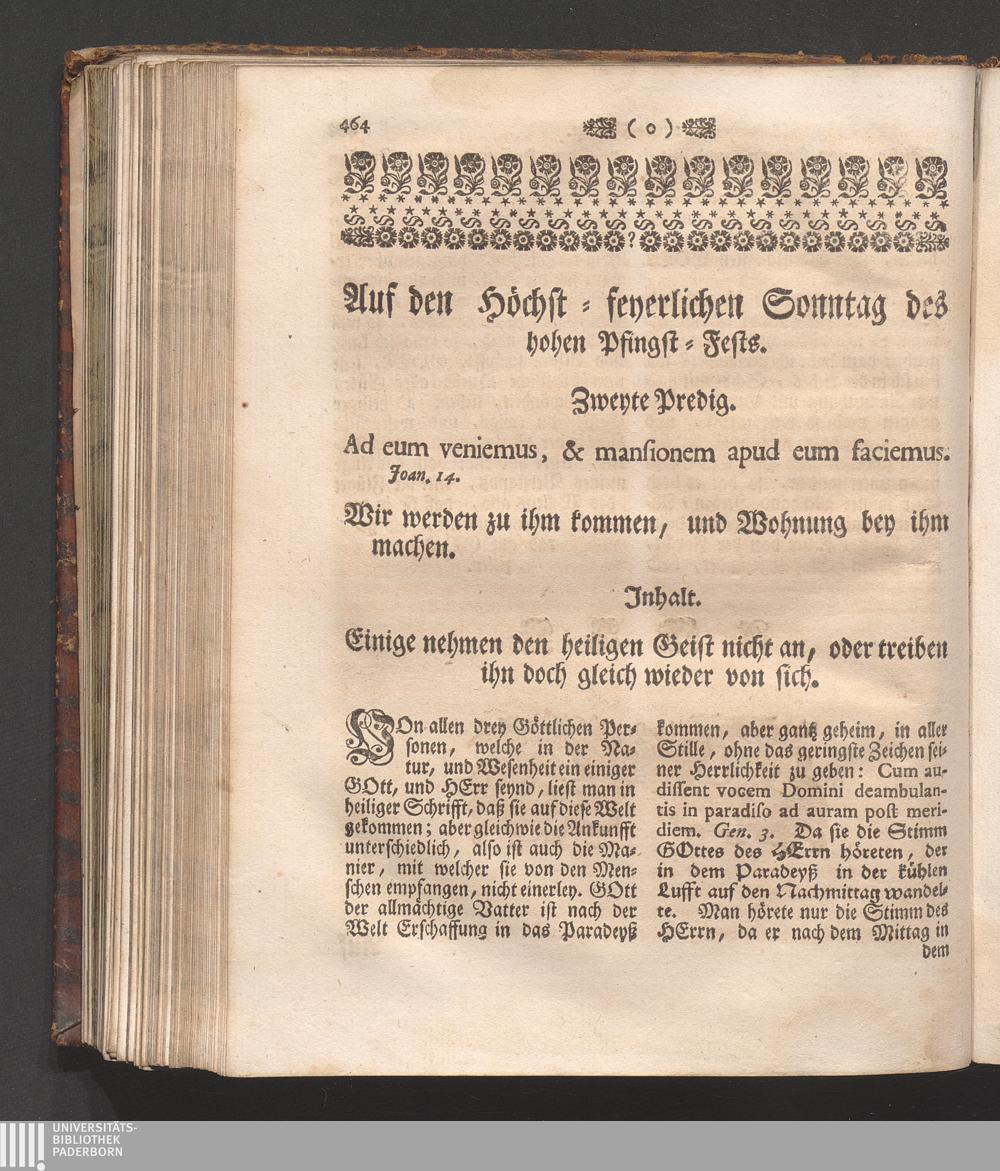 464
( o )
Auf den Höchst = feyerlichen Sonntag des
hohen Pfingst = Fests.
Zweyte Predig.
Ad eum veniemus, & mansionem apud eum faciemus.
Joan. 14.
Wir werden zu ihm kommen, und Wohnung bey ihm
machen.
Inhalt.
Einige nehmen den heiligen Geist nicht an, oder treiben
ihn doch gleich wieder von sich.
VOn allen drey Göttlichen Per-
sonen, welche in der Na-
tur, und Wesenheit ein einiger
GOtt, und HErr seynd, liest man in
heiliger Schrifft, daß sie auf diese Welt
gekommen; aber gleichwie die Ankunfft
unterschiedlich, also ist auch die Ma-
nier, mit welcher sie von den Men-
schen empfangen, nicht einerley. GOtt
der allmächtige Vatter ist nach der
Welt Erschaffung in das Paradeyß
kommen, aber gantz geheim, in aller
Stille, ohne das geringste Zeichen sei-
ner Herrlichkeit zu geben: Cum au-
dissent vocem Domini deambulan-
tis in paradiso ad auram post meri-
diem. Gen. 3. Da sie die Stimm
GOttes des HErrn höreten, der
in dem Paradeyß in der kühlen
Lufft auf den Nachmittag wandel-
te. Man hörete nur die Stimm des
HErrn, da er nach dem Mittag in
dem
UNIVERSITÄTS-
BIBLIOTHEK
PADERBORN